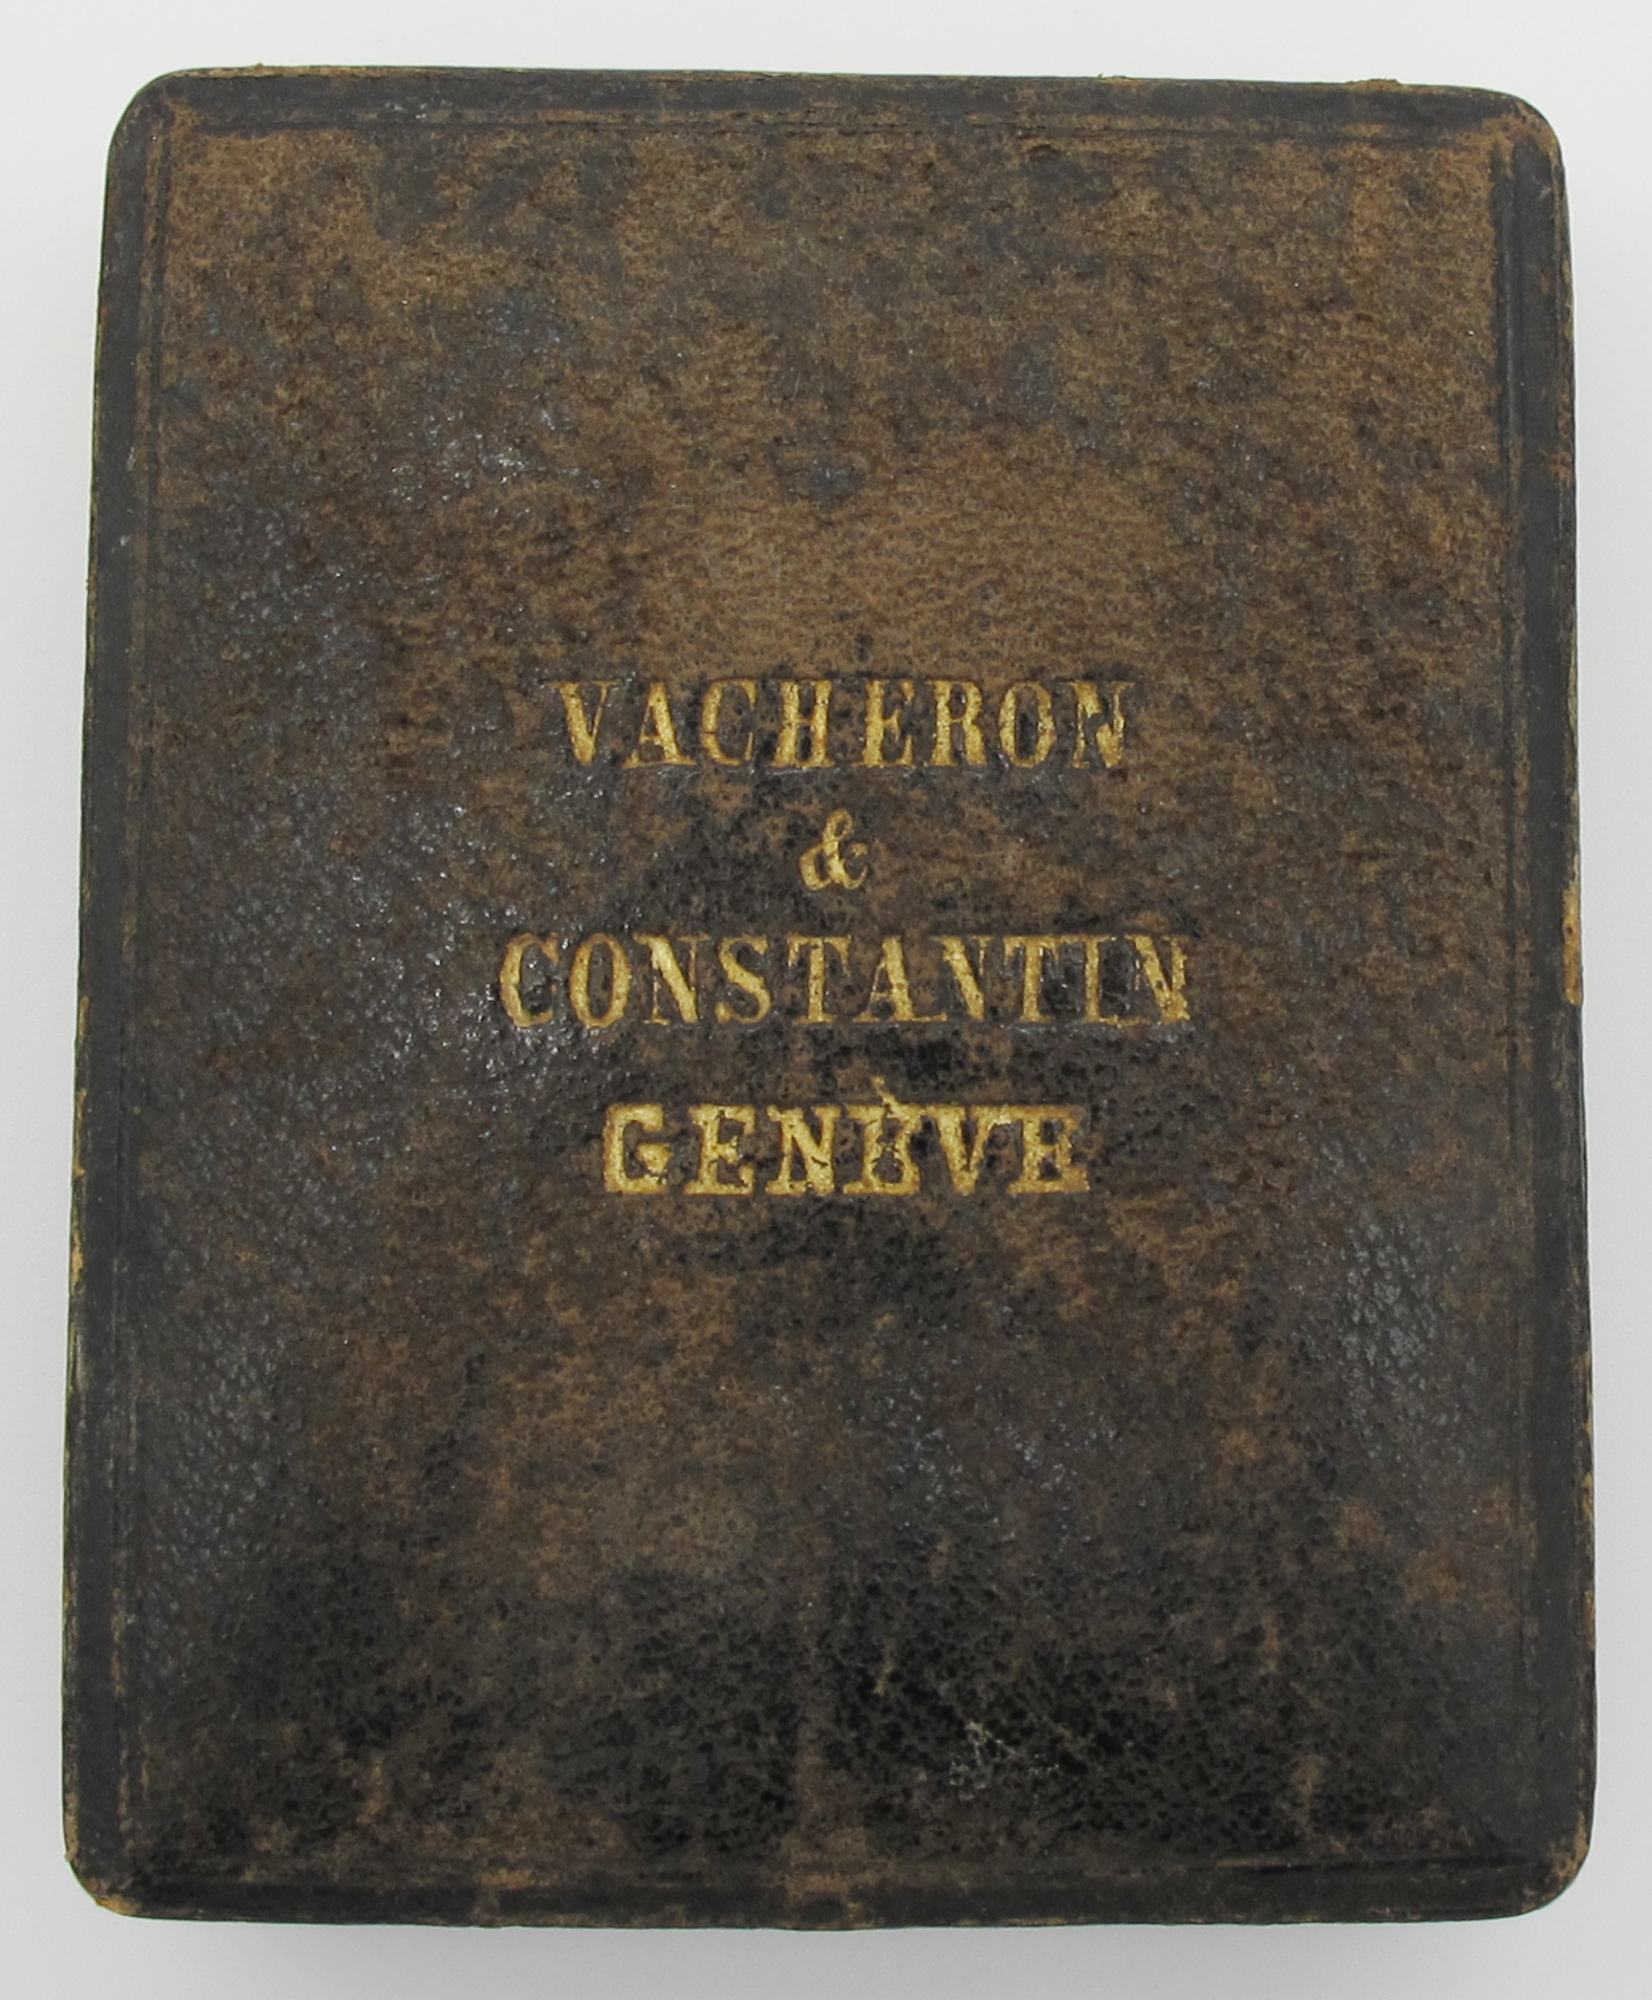 VACHERON
&
CONSTANTIN
GENÈVE